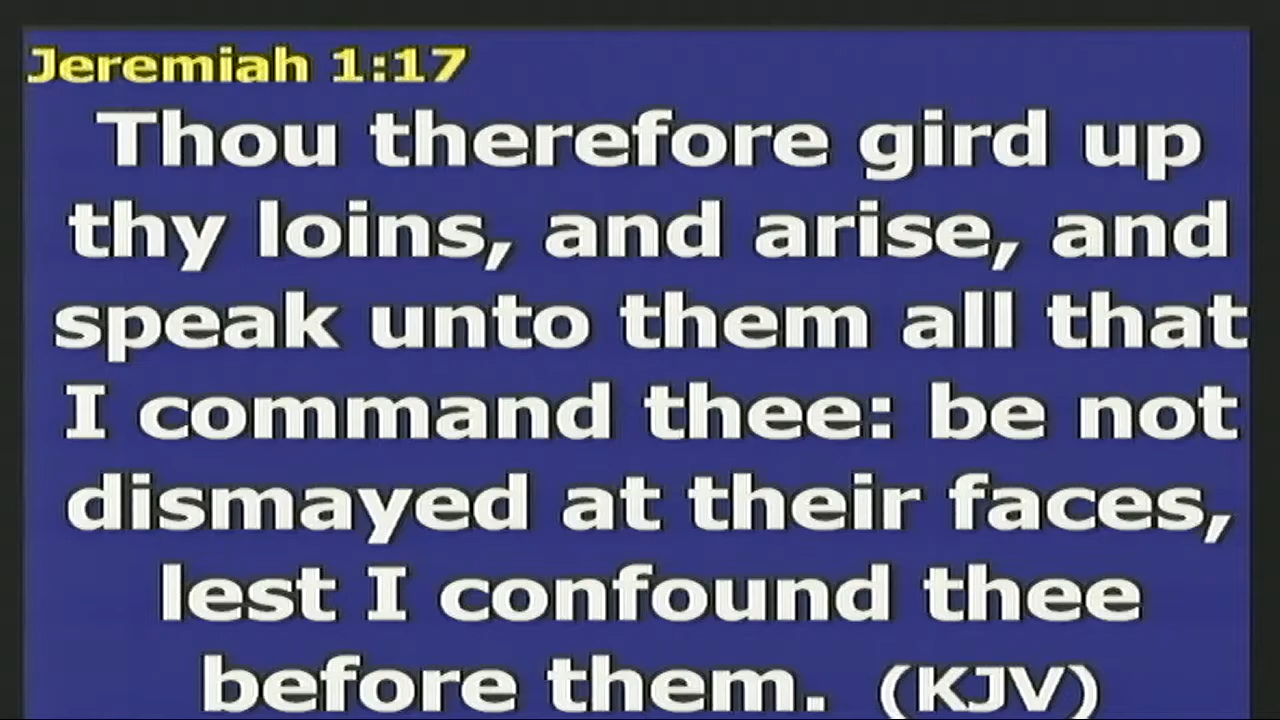 Jeremiah 1:17
Thou therefore gird up
thy loins, and arise, and
speak unto them all that
I command thee: be not
dismayed at their faces,
lest I confound thee
before them. (KJV)